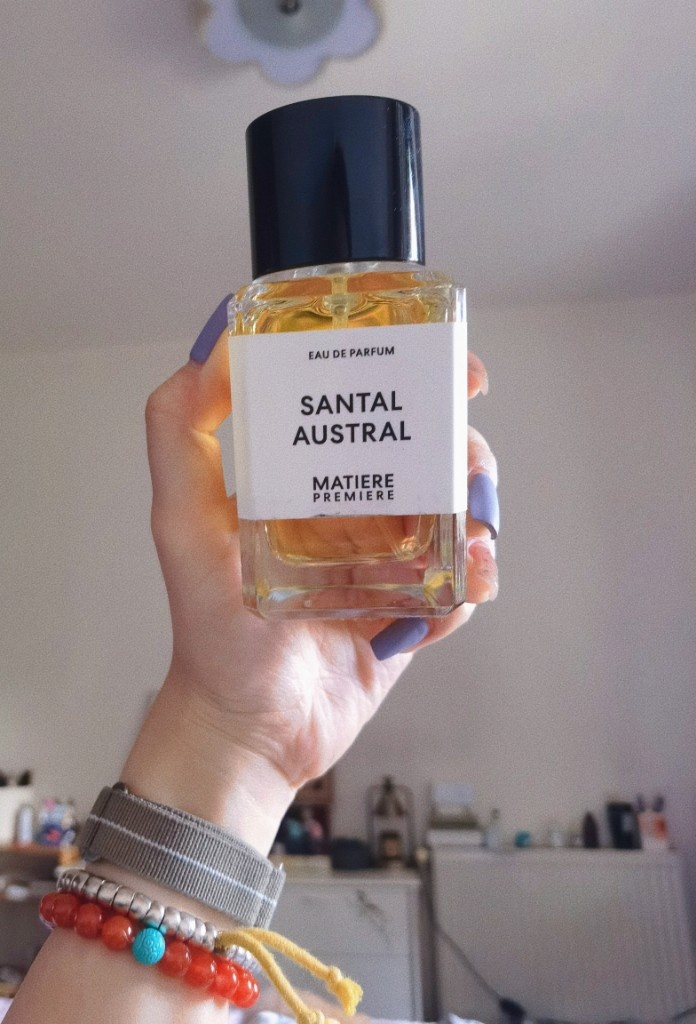 EAU DE PARFUM
SANTAL
AUSTRAL
MATIERE
PREMIERE